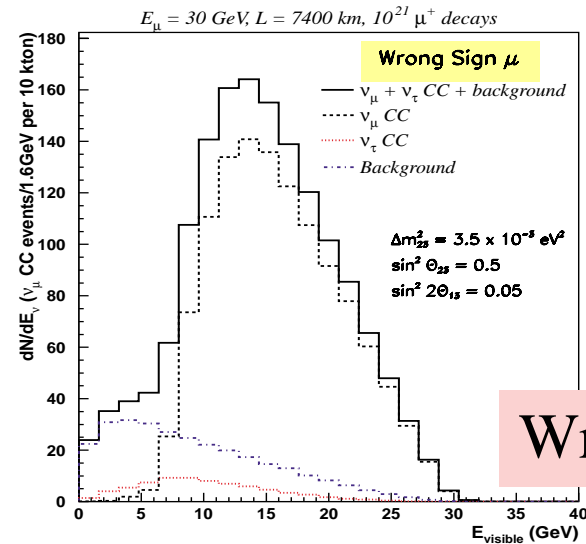 E_μ = 30 GeV, L = 7400 km, 10^21 μ^+ decays
Wrong Sign μ
ν_μ + ν_τ CC + background
ν_μ CC
ν_τ CC
Background
Δm²_23 = 3.5 x 10^-3 eV²
sin² Θ_23 = 0.5
sin² 2Θ_13 = 0.05
dN/dE_ν (ν_μ CC events/1.6GeV per 10 kton)
160
140
120
100
80
60
40
20
0
0 5 10 15 20 25 30 35 40
E_visible (GeV)